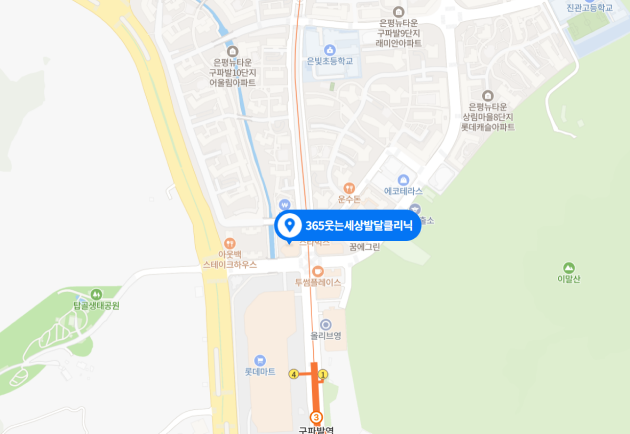 진관고등학교
은평뉴타운
구파발9단지
래미안아파트
은빛초등학교
은평뉴타운
구파발10단지
어울림아파트
은평뉴타운
상림마을8단지
롯데캐슬아파트
에코테라스
운수돈
365웃는세상발달클리닉
꿈에그린
아웃백
스테이크하우스
투썸플레이스
이말산
탑골생태공원
올리브영
롯데마트
4
1
3
구파발역